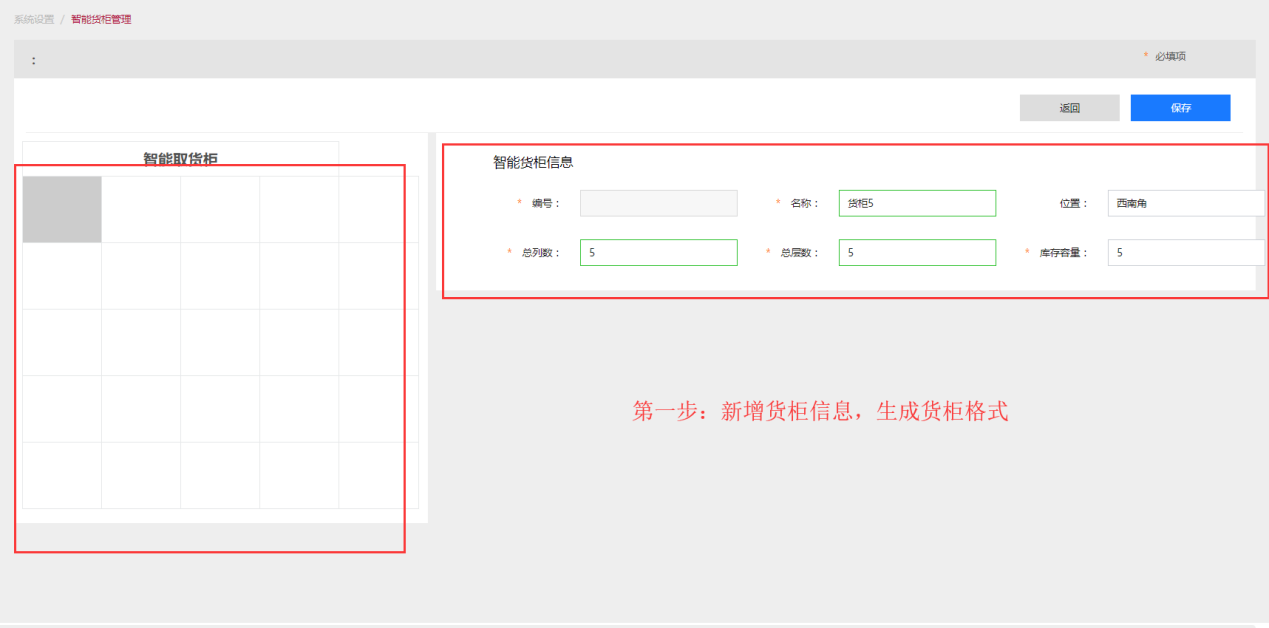 系统设置 / 智能货柜管理
:
* 必填项
返回 保存
智能取货柜
智能货柜信息
* 编号： * 名称： 货柜5 位置： 西南角
* 总列数： 5 * 总层数： 5 * 库存容量： 5
第一步：新增货柜信息，生成货柜格式